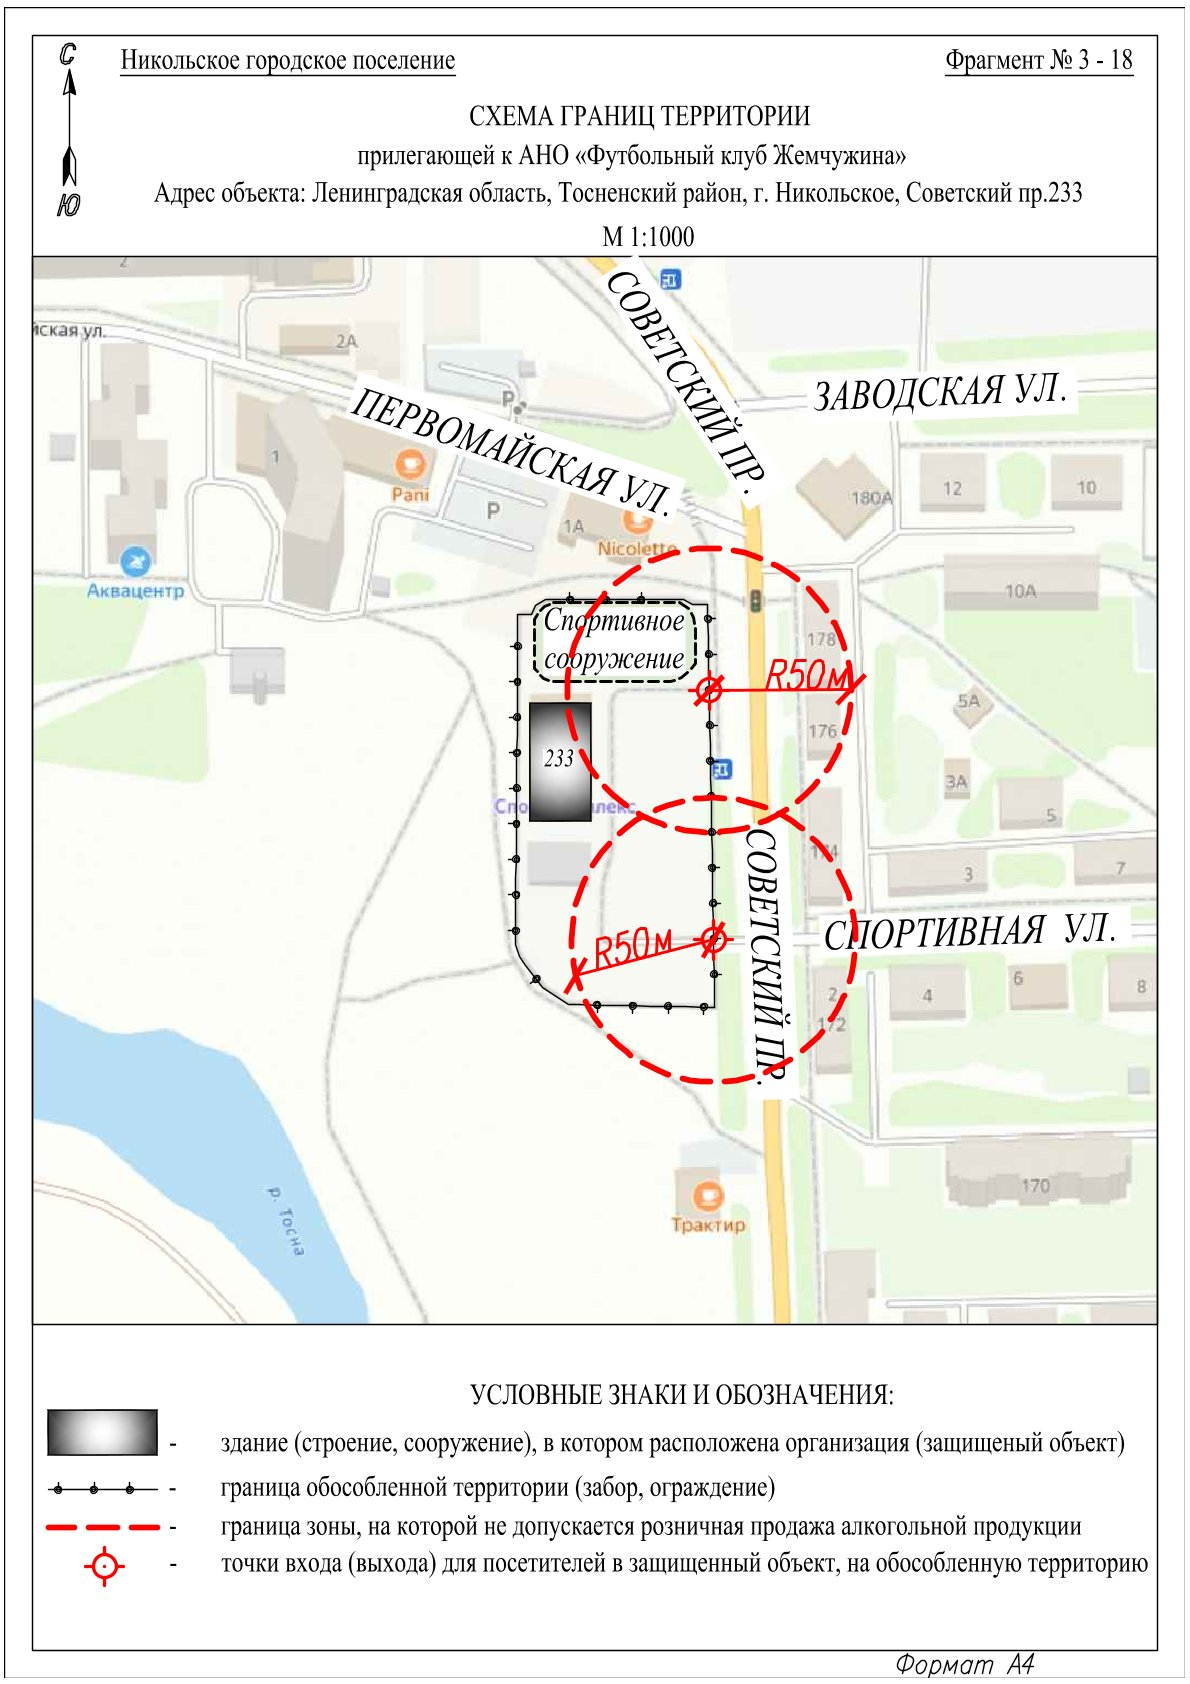 С
Никольское городское поселение
Фрагмент № 3 - 18
СХЕМА ГРАНИЦ ТЕРРИТОРИИ
прилегающей к АНО «Футбольный клуб Жемчужина»
Адрес объекта: Ленинградская область, Тосненский район, г. Никольское, Советский пр.233
Ю
М 1:1000
2
йская ул.
2А
СОВЕТСКИЙ ПР.
ЗАВОДСКАЯ УЛ.
ПЕРВОМАЙСКАЯ УЛ.
P
1
Pani
P
1А
Nicoletto
180А
12
10
Аквацентр
10А
Спортивное
сооружение
178
R50м
5А
176
233
3А
5
174
3
7
СОВЕТСКИЙ ПР.
СПОРТИВНАЯ УЛ.
R50м
2
4
6
8
172
170
Трактир
р. Тосна
УСЛОВНЫЕ ЗНАКИ И ОБОЗНАЧЕНИЯ:
- здание (строение, сооружение), в котором расположена организация (защищеный объект)
- граница обособленной территории (забор, ограждение)
- граница зоны, на которой не допускается розничная продажа алкогольной продукции
- точки входа (выхода) для посетителей в защищенный объект, на обособленную территорию
Формат А4